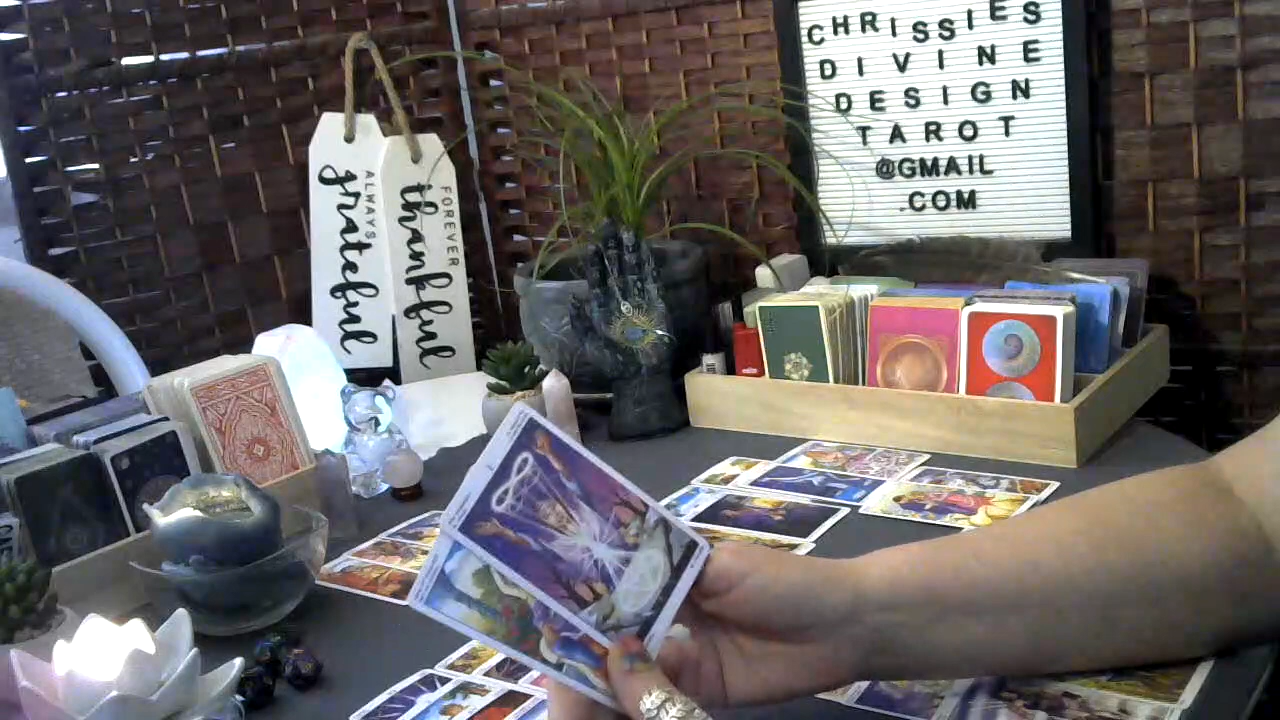 ALWAYS
grateful
FOREVER
thankful
CHRISSIES
DIVINE
DESIGN
TAROT
@GMAIL
.COM